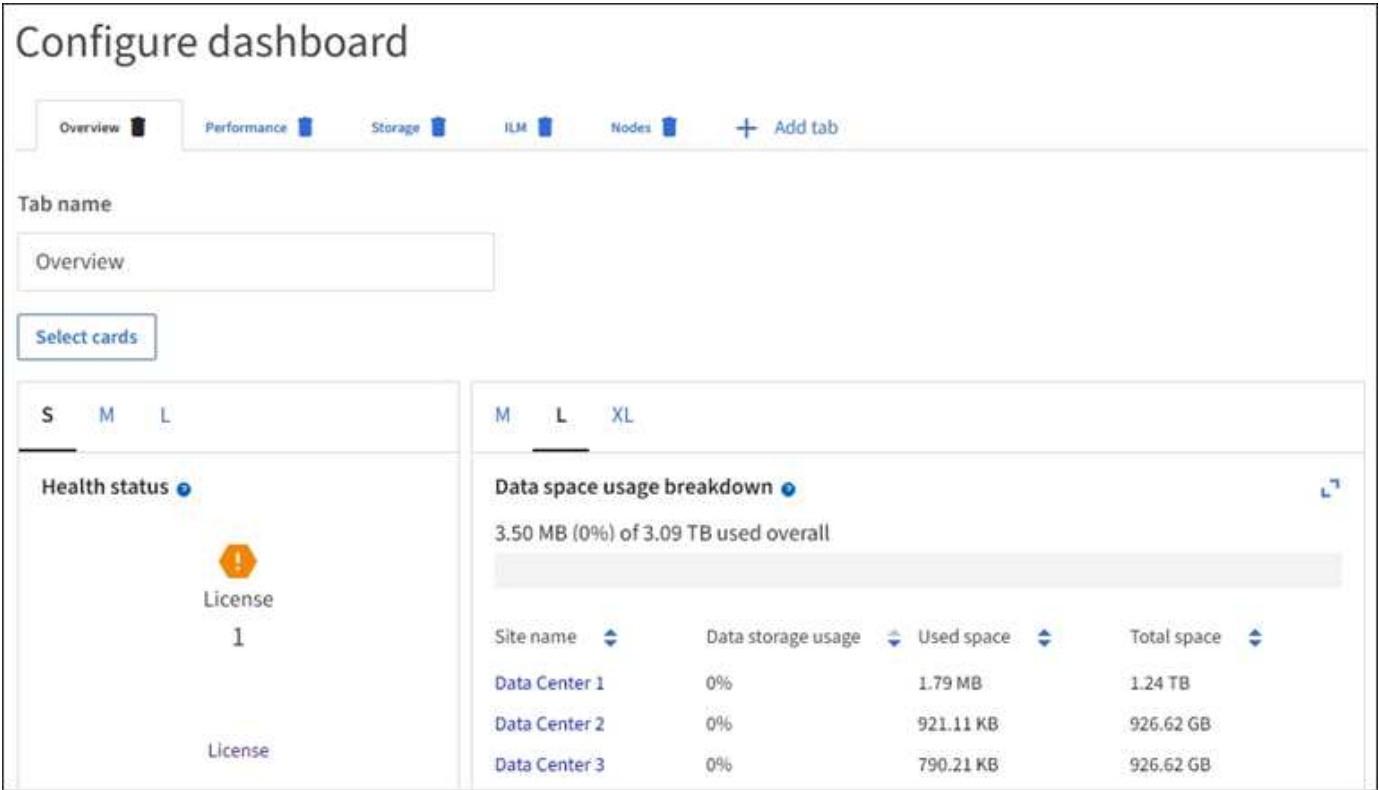 Configure dashboard
Overview Performance Storage ILM Nodes + Add tab
Tab name
Overview
Select cards
S M L
M L XL
Health status ?
!
License
1
License
Data space usage breakdown ?
3.50 MB (0%) of 3.09 TB used overall
Site name Data storage usage Used space Total space
Data Center 1 0% 1.79 MB 1.24 TB
Data Center 2 0% 921.11 KB 926.62 GB
Data Center 3 0% 790.21 KB 926.62 GB